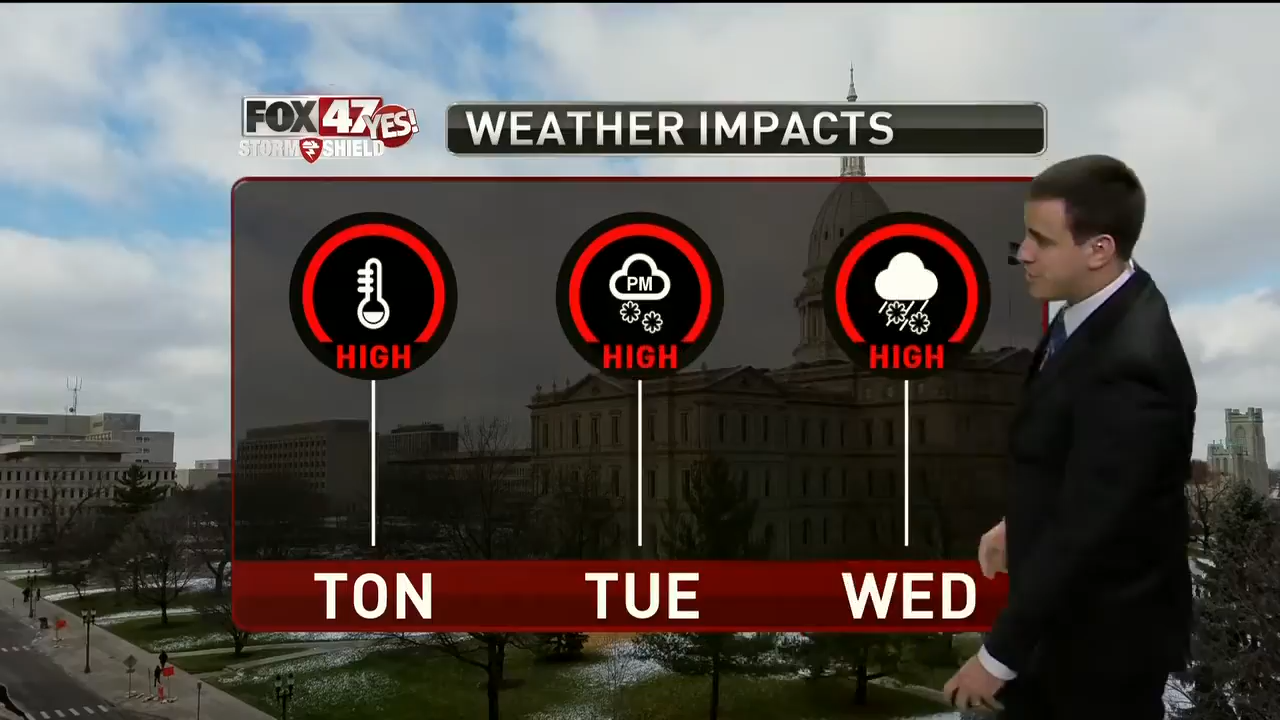 FOX 47 YES!
STORM SHIELD
WEATHER IMPACTS
HIGH
PM
HIGH
HIGH
TON
TUE
WED